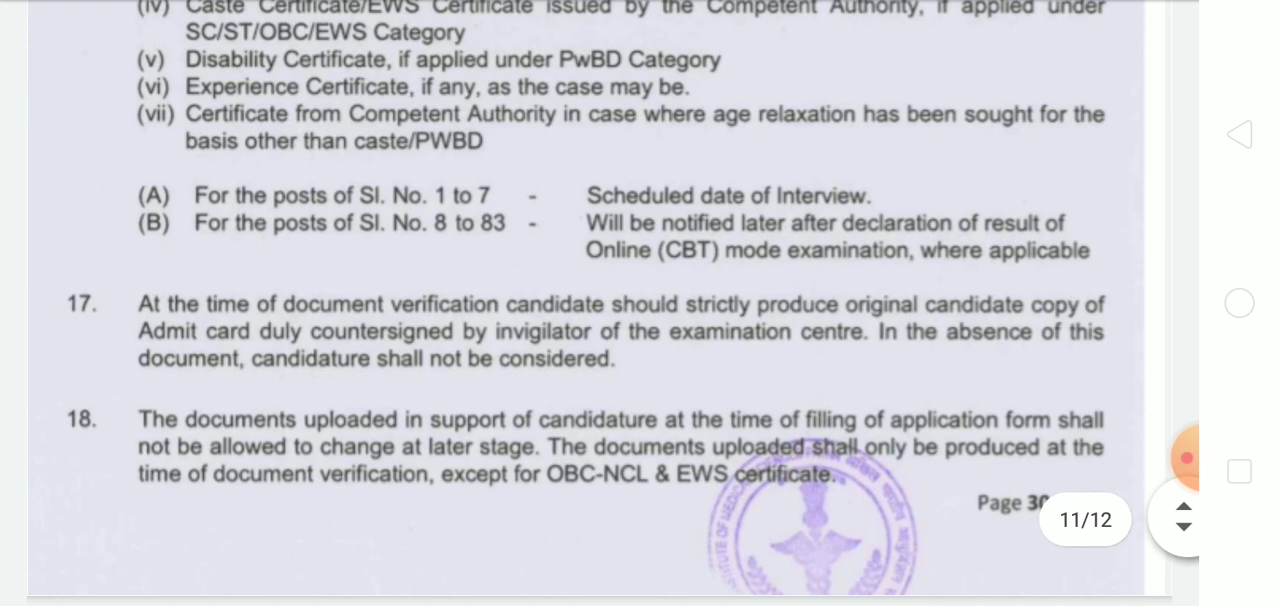 (iv) Caste Certificate/EWS Certificate issued by the Competent Authority, if applied under
SC/ST/OBC/EWS Category
(v) Disability Certificate, if applied under PwBD Category
(vi) Experience Certificate, if any, as the case may be.
(vii) Certificate from Competent Authority in case where age relaxation has been sought for the
basis other than caste/PWBD
(A) For the posts of Sl. No. 1 to 7 - Scheduled date of Interview.
(B) For the posts of Sl. No. 8 to 83 - Will be notified later after declaration of result of
Online (CBT) mode examination, where applicable
17. At the time of document verification candidate should strictly produce original candidate copy of
Admit card duly countersigned by invigilator of the examination centre. In the absence of this
document, candidature shall not be considered.
18. The documents uploaded in support of candidature at the time of filling of application form shall
not be allowed to change at later stage. The documents uploaded shall only be produced at the
time of document verification, except for OBC-NCL & EWS certificate.
Page 30
11/12